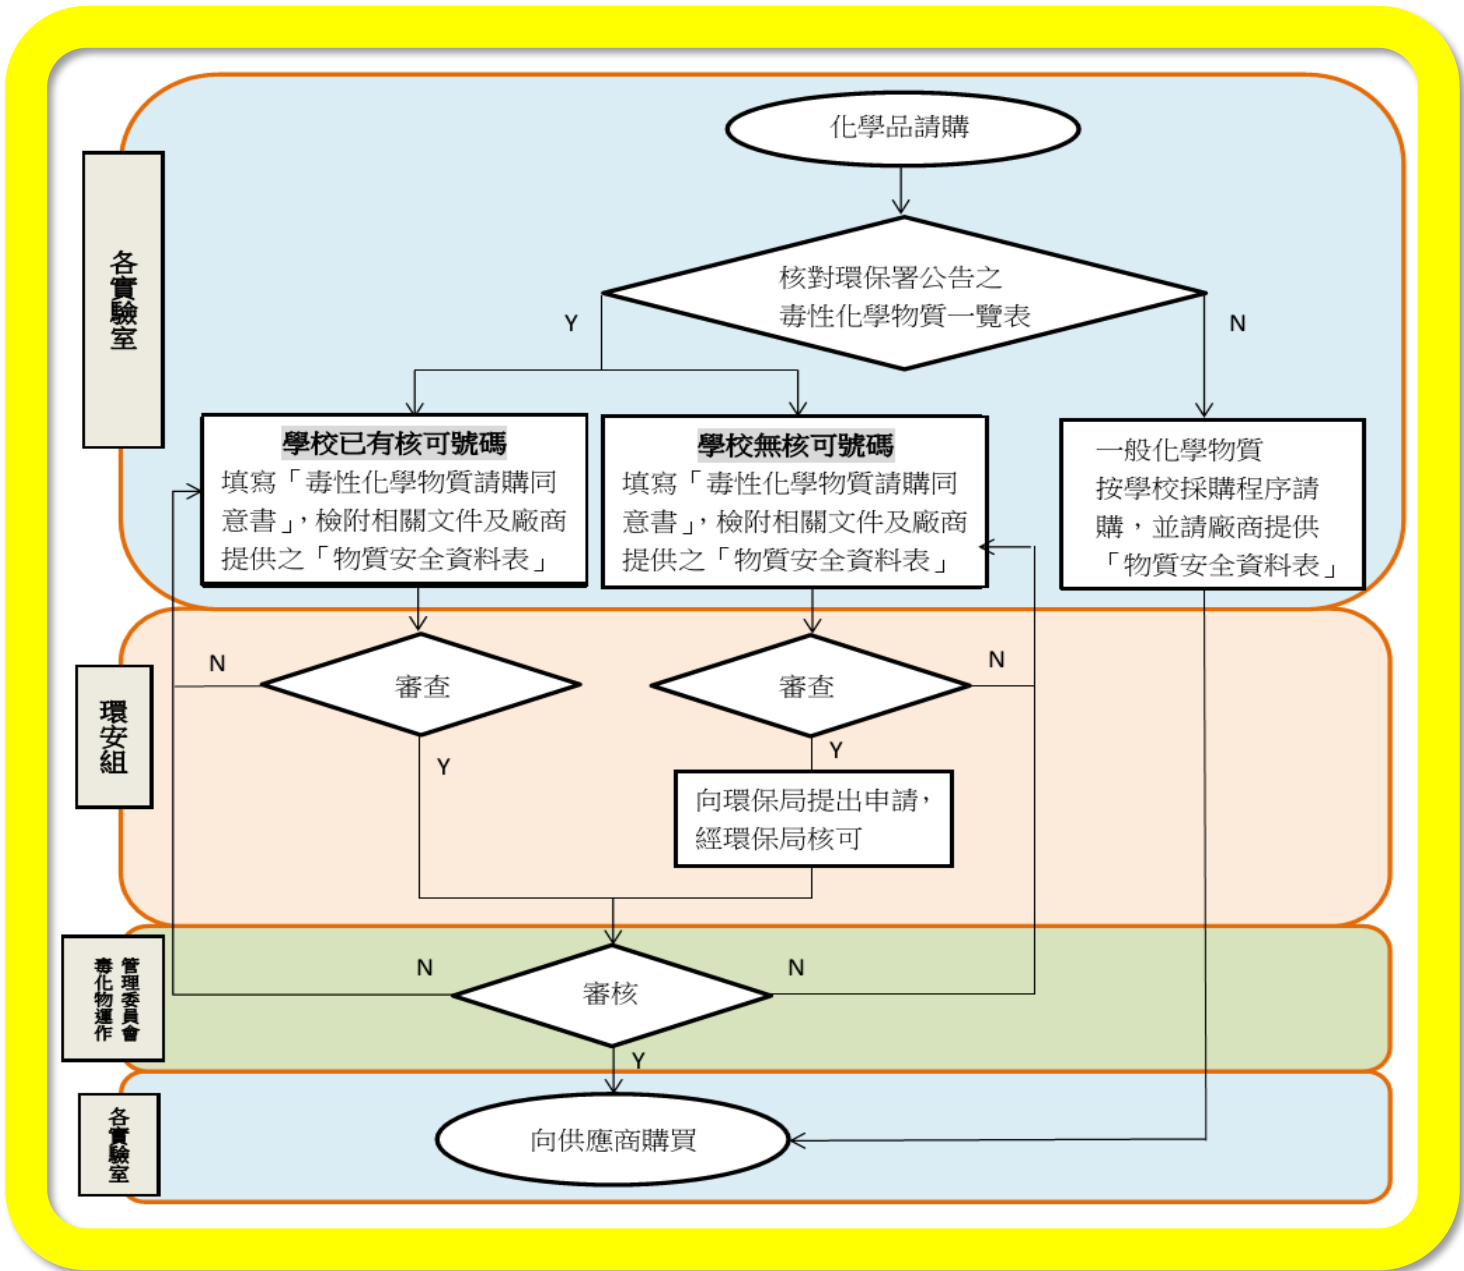 化學品請購
各實驗室
核對環保署公告之
毒性化學物質一覽表
Y
N
學校已有核可號碼
填寫「毒性化學物質請購同
意書」，檢附相關文件及廠商
提供之「物質安全資料表」
學校無核可號碼
填寫「毒性化學物質請購同
意書」，檢附相關文件及廠商
提供之「物質安全資料表」
一般化學物質
按學校採購程序請
購，並請廠商提供
「物質安全資料表」
環安組
N
審查
Y
審查
N
Y
向環保局提出申請，
經環保局核可
毒化物運作
管理委員會
N
審核
N
Y
各實驗室
向供應商購買